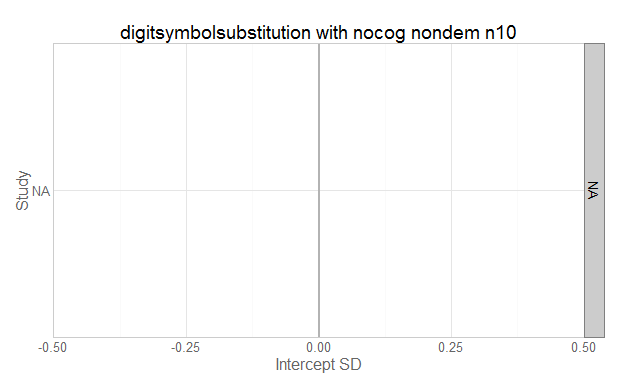 digitsymbolsubstitution with nocog nondem n10
Study
NA
NA
-0.50 -0.25 0.00 0.25 0.50
Intercept SD